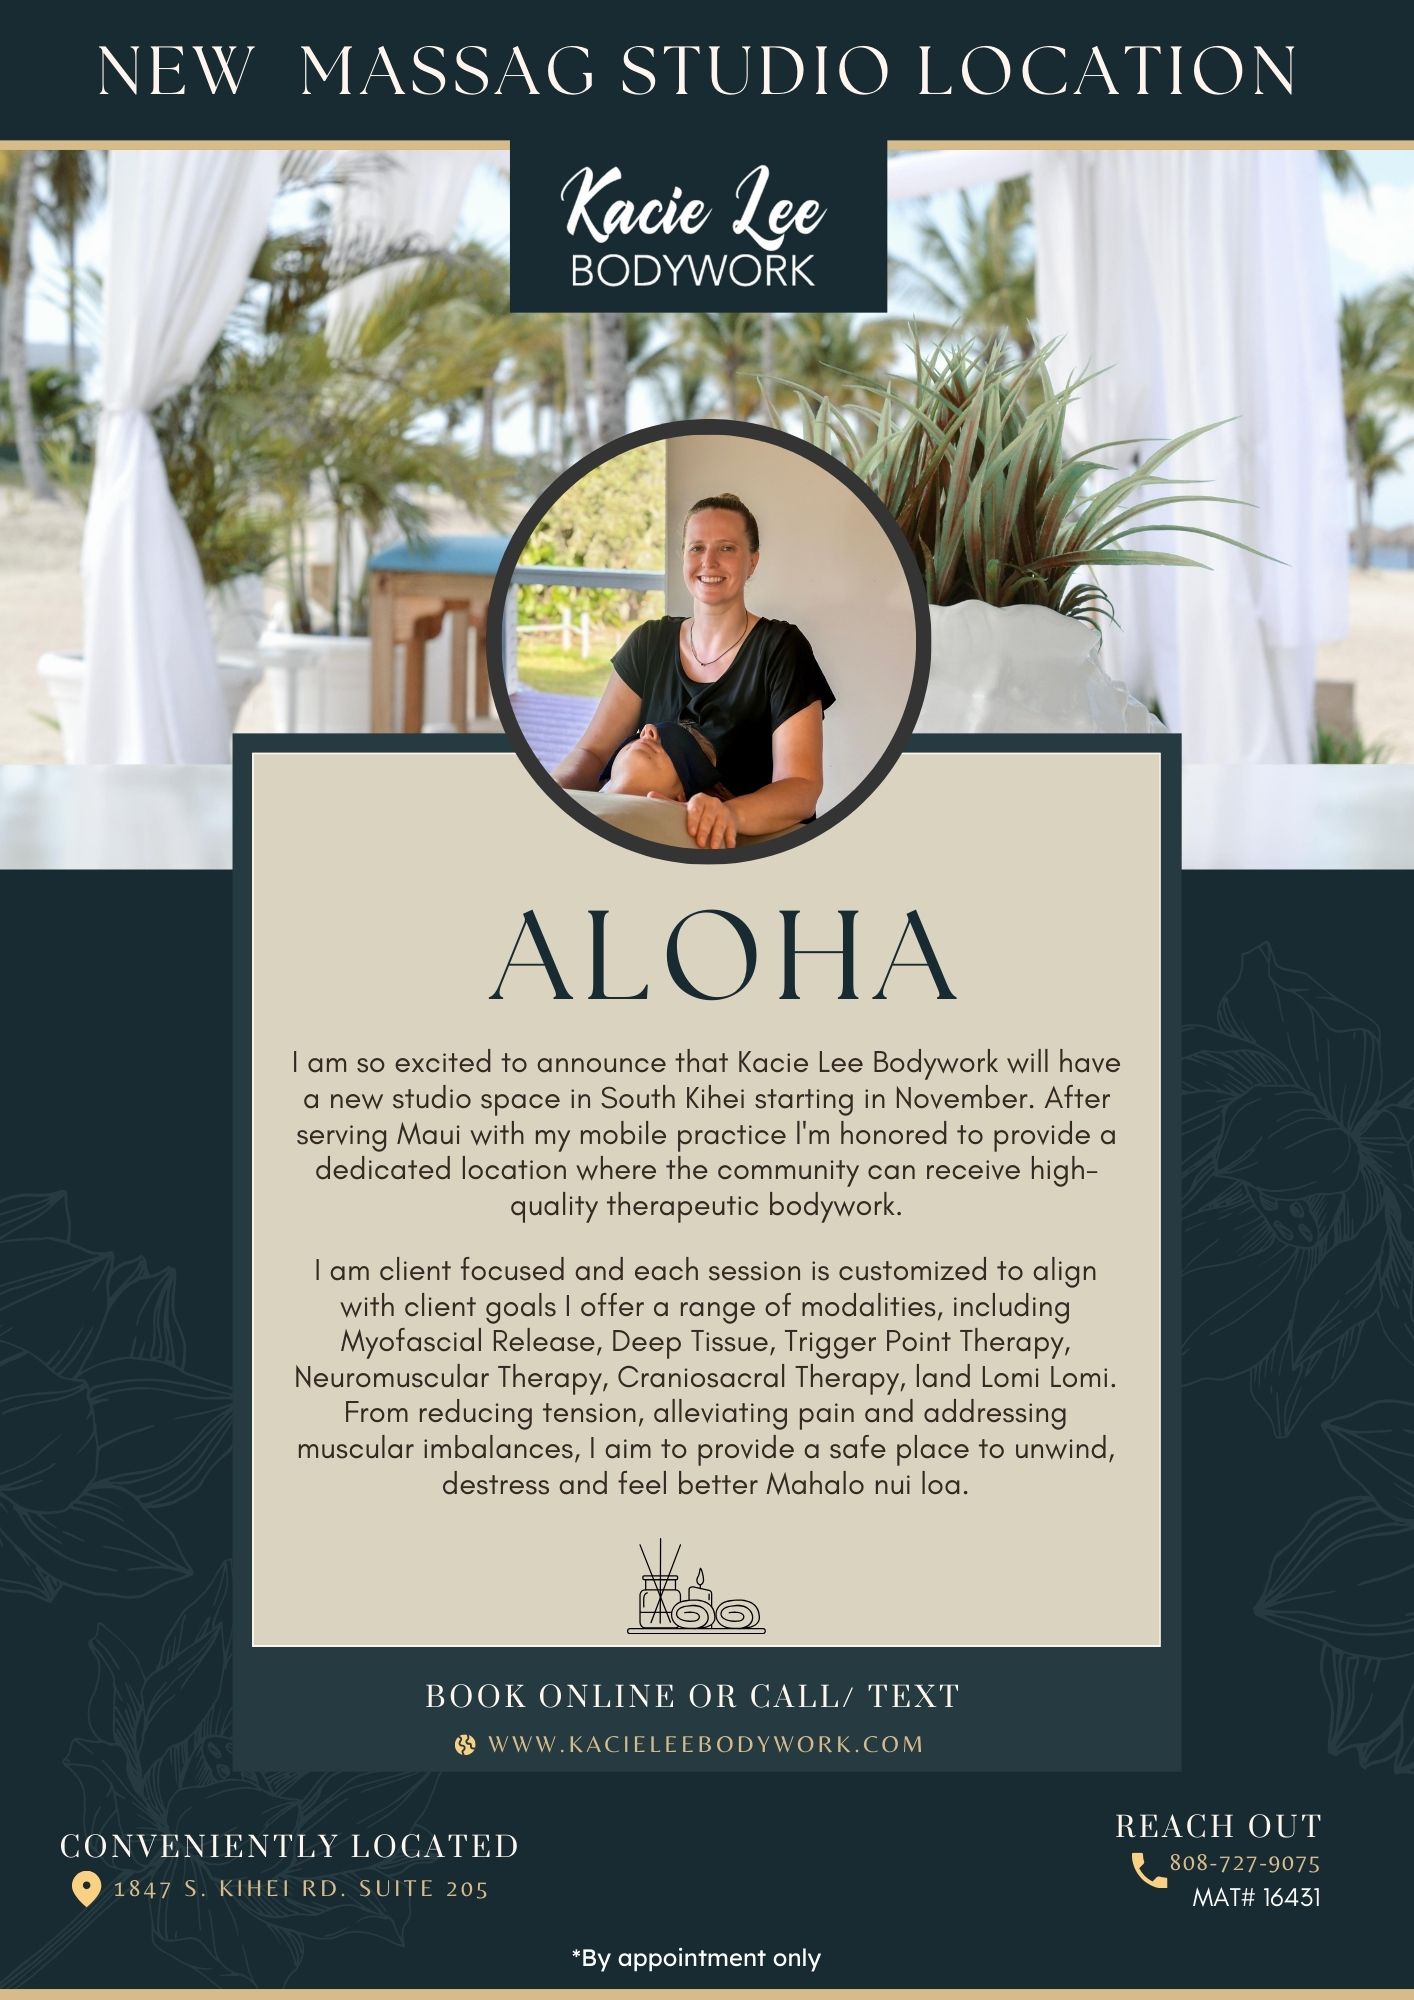 NEW MASSAG STUDIO LOCATION
Kacie Lee
BODYWORK
ALOHA
I am so excited to announce that Kacie Lee Bodywork will have
a new studio space in South Kihei starting in November. After
serving Maui with my mobile practice I'm honored to provide a
dedicated location where the community can receive high-
quality therapeutic bodywork.
I am client focused and each session is customized to align
with client goals I offer a range of modalities, including
Myofascial Release, Deep Tissue, Trigger Point Therapy,
Neuromuscular Therapy, Craniosacral Therapy, land Lomi Lomi.
From reducing tension, alleviating pain and addressing
muscular imbalances, I aim to provide a safe place to unwind,
destress and feel better Mahalo nui loa.
BOOK ONLINE OR CALL/ TEXT
WWW.KACIELEEBODYWORK.COM
CONVENIENTLY LOCATED
1847 S. KIHEI RD. SUITE 205
REACH OUT
808-727-9075
MAT# 16431
*By appointment only